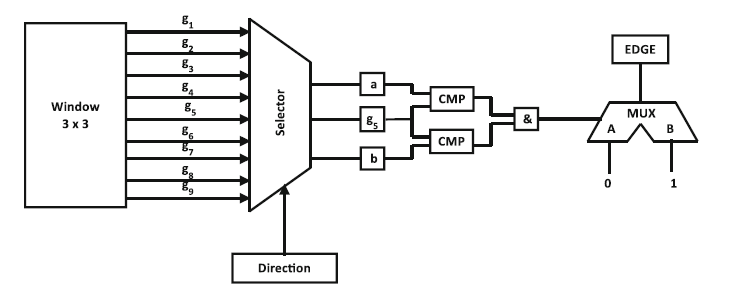 Window
3 x 3
g1
g2
g3
g4
g5
g6
g7
g8
g9
Selector
Direction
a
g5
b
CMP
CMP
&
EDGE
MUX
A B
0 1